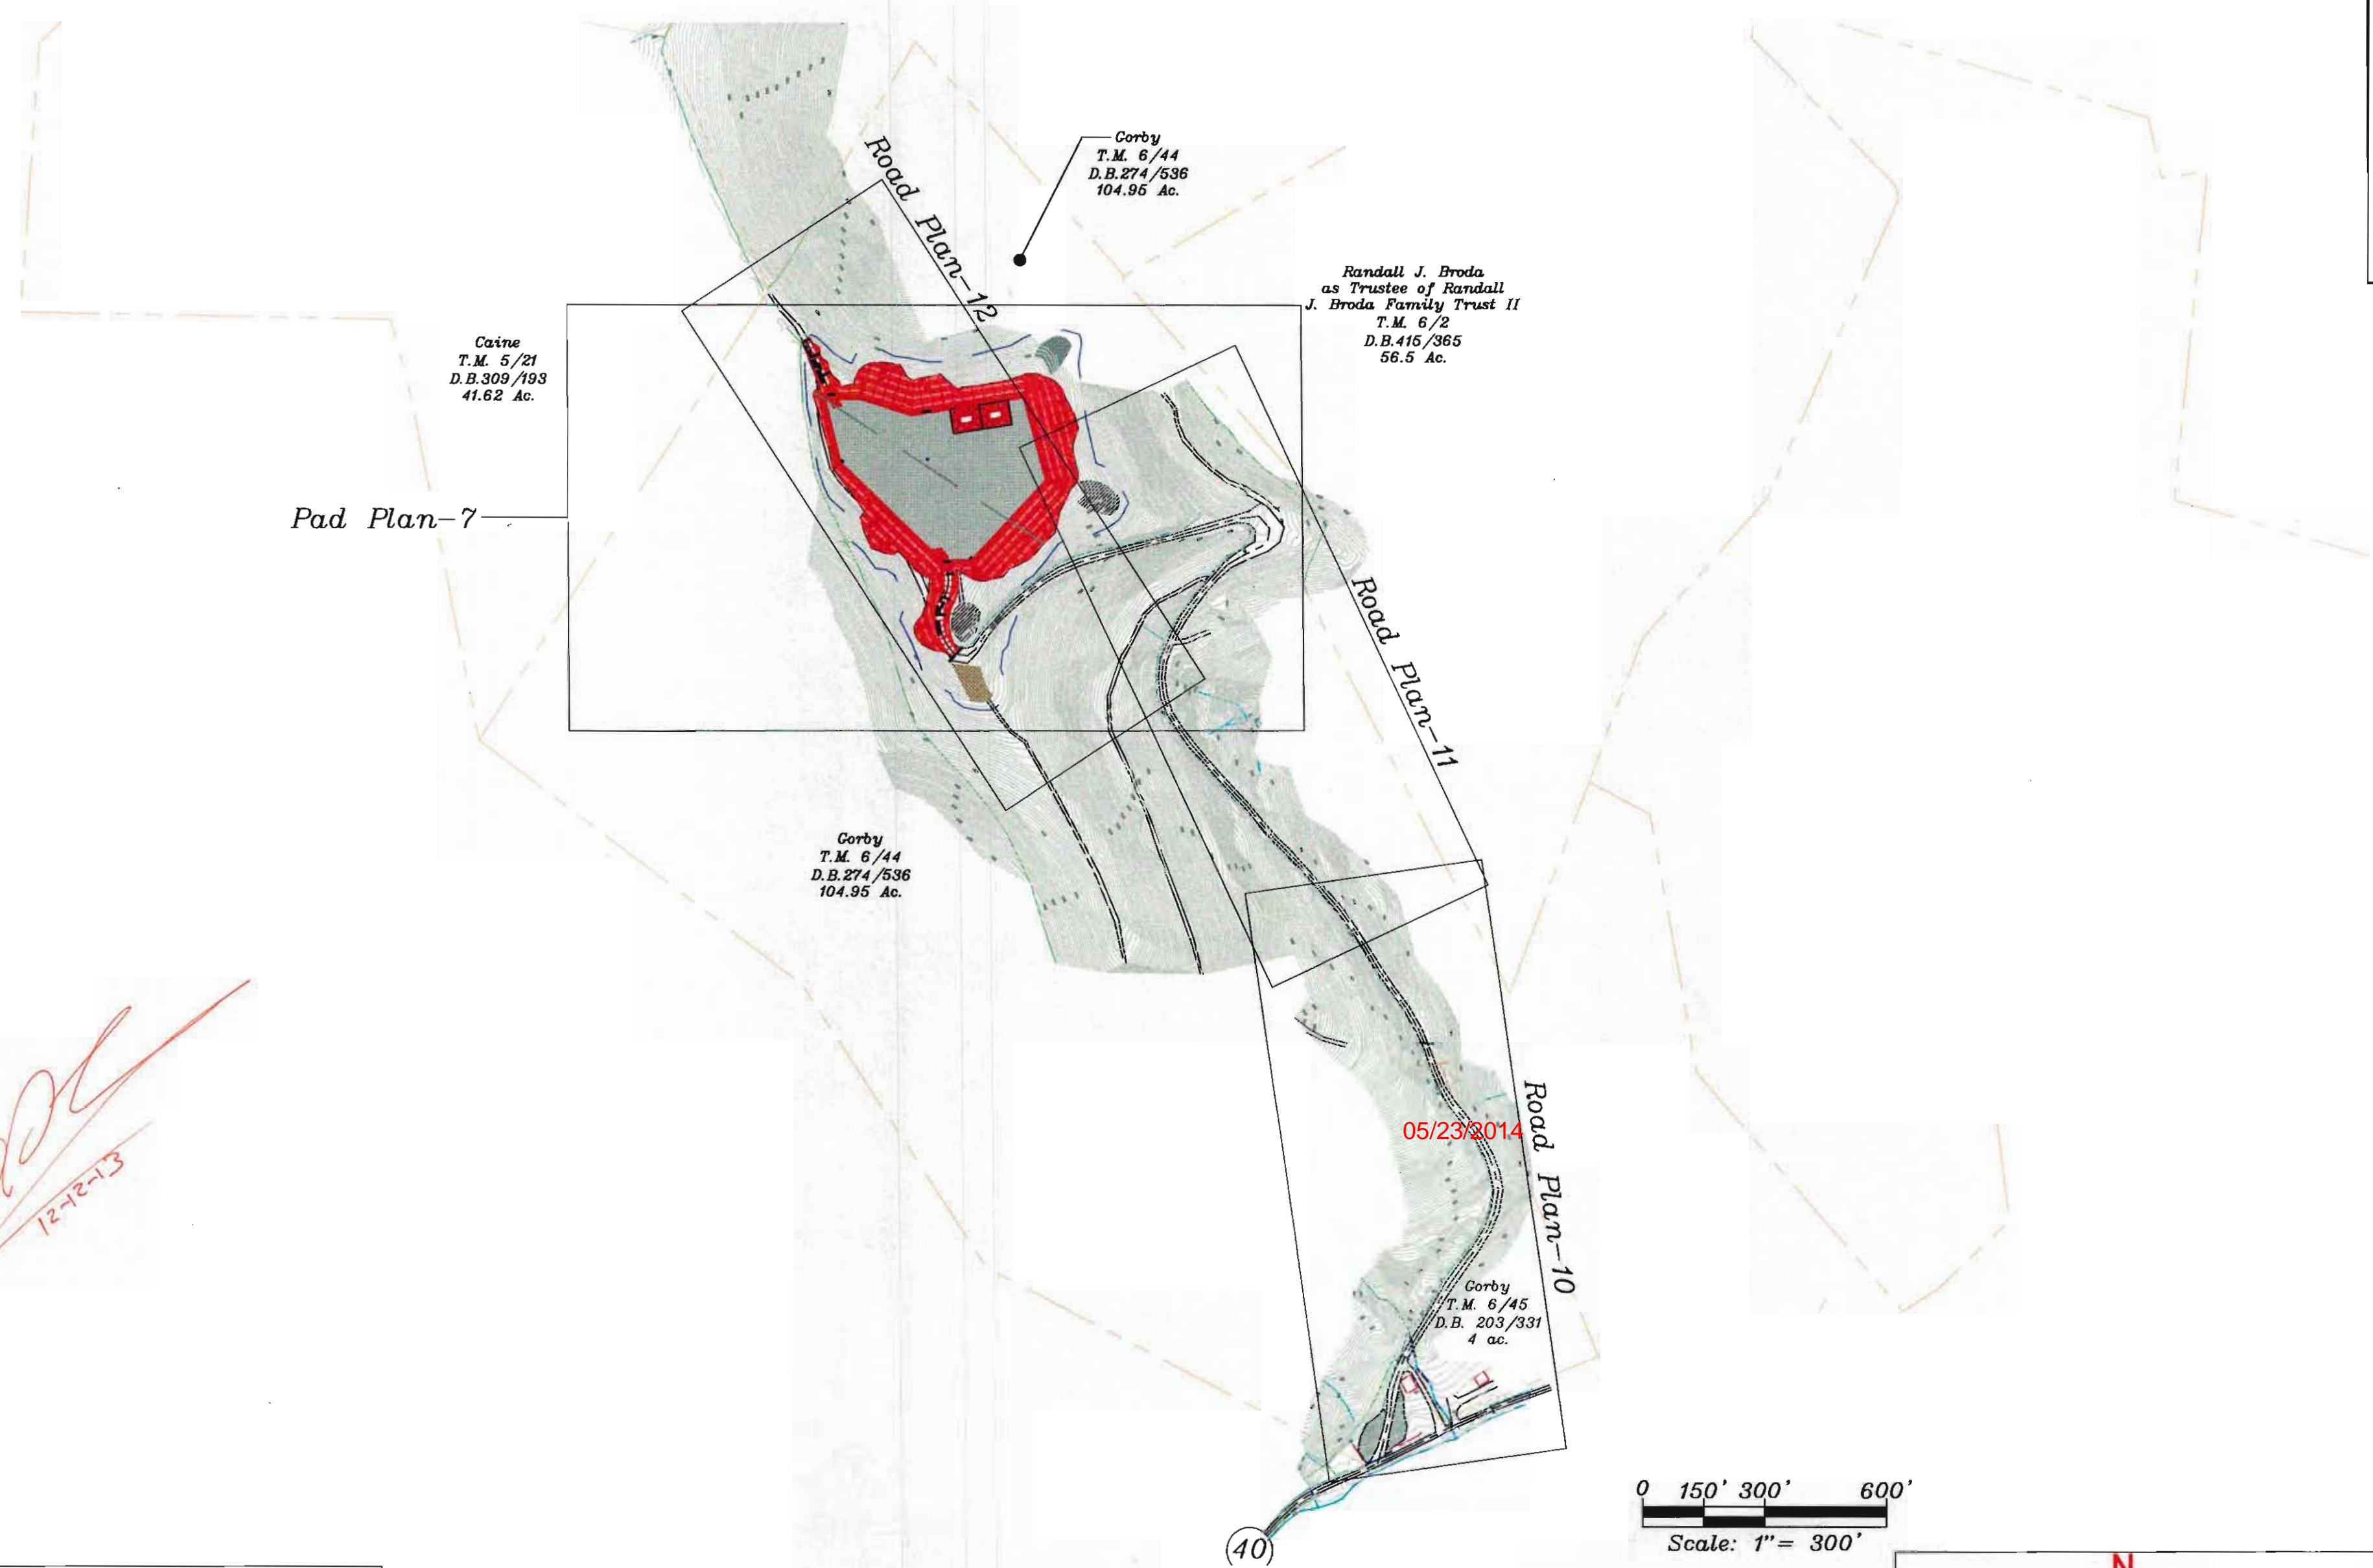 Gorby
T.M. 6/44
D.B.274/536
104.95 Ac.
Road Plan-12
Randall J. Broda
as Trustee of Randall
J. Broda Family Trust II
T.M. 6/2
D.B.415/365
56.5 Ac.
Caine
T.M. 5/21
D.B.309/193
41.62 Ac.
Pad Plan-7
Road Plan-11
Gorby
T.M. 6/44
D.B.274/536
104.95 Ac.
12-12-13
05/23/2014
Road Plan-10
Gorby
T.M. 6/45
D.B. 203/331
4 ac.
0 150' 300' 600'
Scale: 1"= 300'
40
N